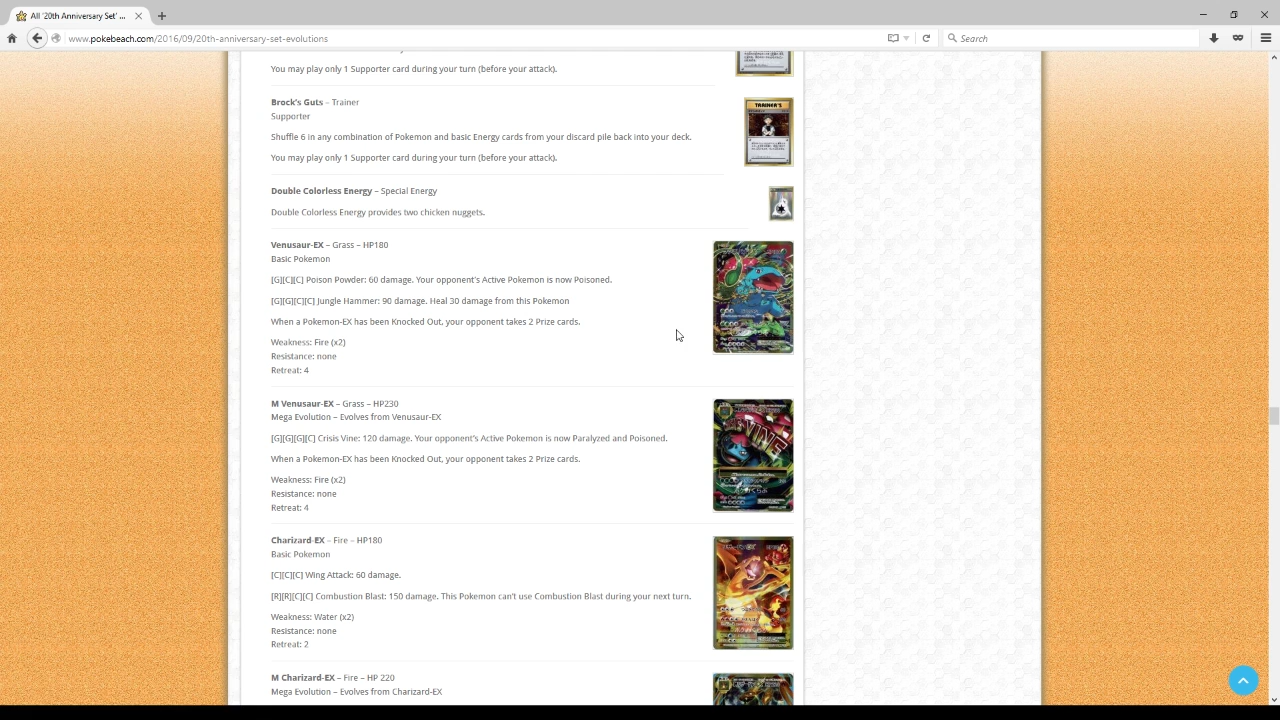 All '20th Anniversary Set
www.pokebeach.com/2016/09/20th-anniversary-set-evolutions
Search
You may play only 1 Supporter card during your turn (before your attack).
Brock's Guts – Trainer
Supporter
Shuffle 6 in any combination of Pokemon and basic Energy cards from your discard pile back into your deck.
You may play only 1 Supporter card during your turn (before your attack).
TRAINER'S
Double Colorless Energy – Special Energy
Double Colorless Energy provides two chicken nuggets.
Venusaur-EX – Grass – HP180
Basic Pokemon
[G][C][C] Poison Powder: 60 damage. Your opponent's Active Pokemon is now Poisoned.
[G][G][C][C] Jungle Hammer: 90 damage. Heal 30 damage from this Pokemon
When a Pokemon-EX has been Knocked Out, your opponent takes 2 Prize cards.
Weakness: Fire (x2)
Resistance: none
Retreat: 4
M Venusaur-EX – Grass – HP230
Mega Evolution – Evolves from Venusaur-EX
[G][G][G][C] Crisis Vine: 120 damage. Your opponent's Active Pokemon is now Paralyzed and Poisoned.
When a Pokemon-EX has been Knocked Out, your opponent takes 2 Prize cards.
Weakness: Fire (x2)
Resistance: none
Retreat: 4
VINE
Charizard-EX – Fire – HP180
Basic Pokemon
[C][C][C] Wing Attack: 60 damage.
[R][R][C][C] Combustion Blast: 150 damage. This Pokemon can't use Combustion Blast during your next turn.
Weakness: Water (x2)
Resistance: none
Retreat: 2
M Charizard-EX – Fire – HP 220
Mega Evolution – Evolves from Charizard-EX